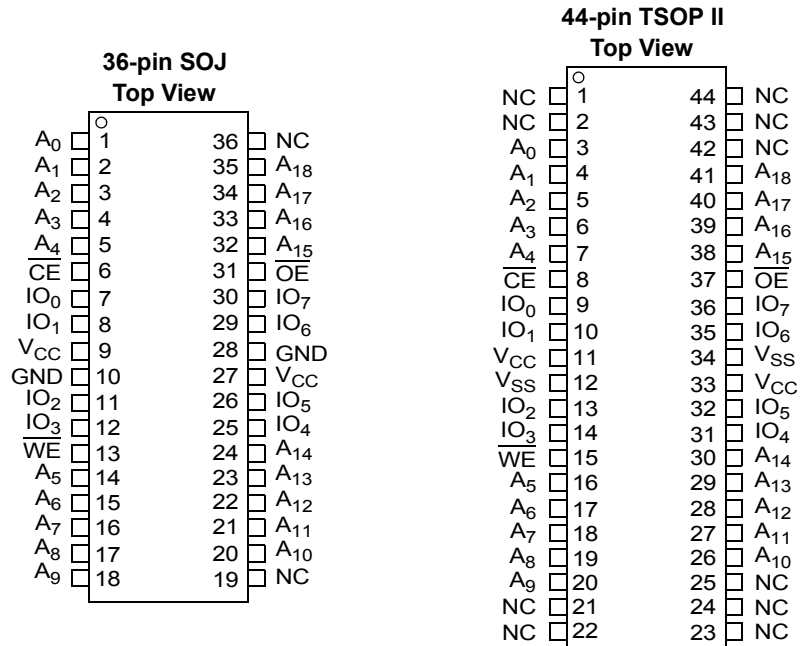 36-pin SOJ
Top View
A0 1 36 NC
A1 2 35 A18
A2 3 34 A17
A3 4 33 A16
A4 5 32 A15
CE 6 31 OE
IO0 7 30 IO7
IO1 8 29 IO6
VCC 9 28 GND
GND 10 27 VCC
IO2 11 26 IO5
IO3 12 25 IO4
WE 13 24 A14
A5 14 23 A13
A6 15 22 A12
A7 16 21 A11
A8 17 20 A10
A9 18 19 NC
44-pin TSOP II
Top View
NC 1 44 NC
NC 2 43 NC
A0 3 42 NC
A1 4 41 A18
A2 5 40 A17
A3 6 39 A16
A4 7 38 A15
CE 8 37 OE
IO0 9 36 IO7
IO1 10 35 IO6
VCC 11 34 VSS
VSS 12 33 VCC
IO2 13 32 IO5
IO3 14 31 IO4
WE 15 30 A14
A5 16 29 A13
A6 17 28 A12
A7 18 27 A11
A8 19 26 A10
A9 20 25 NC
NC 21 24 NC
NC 22 23 NC